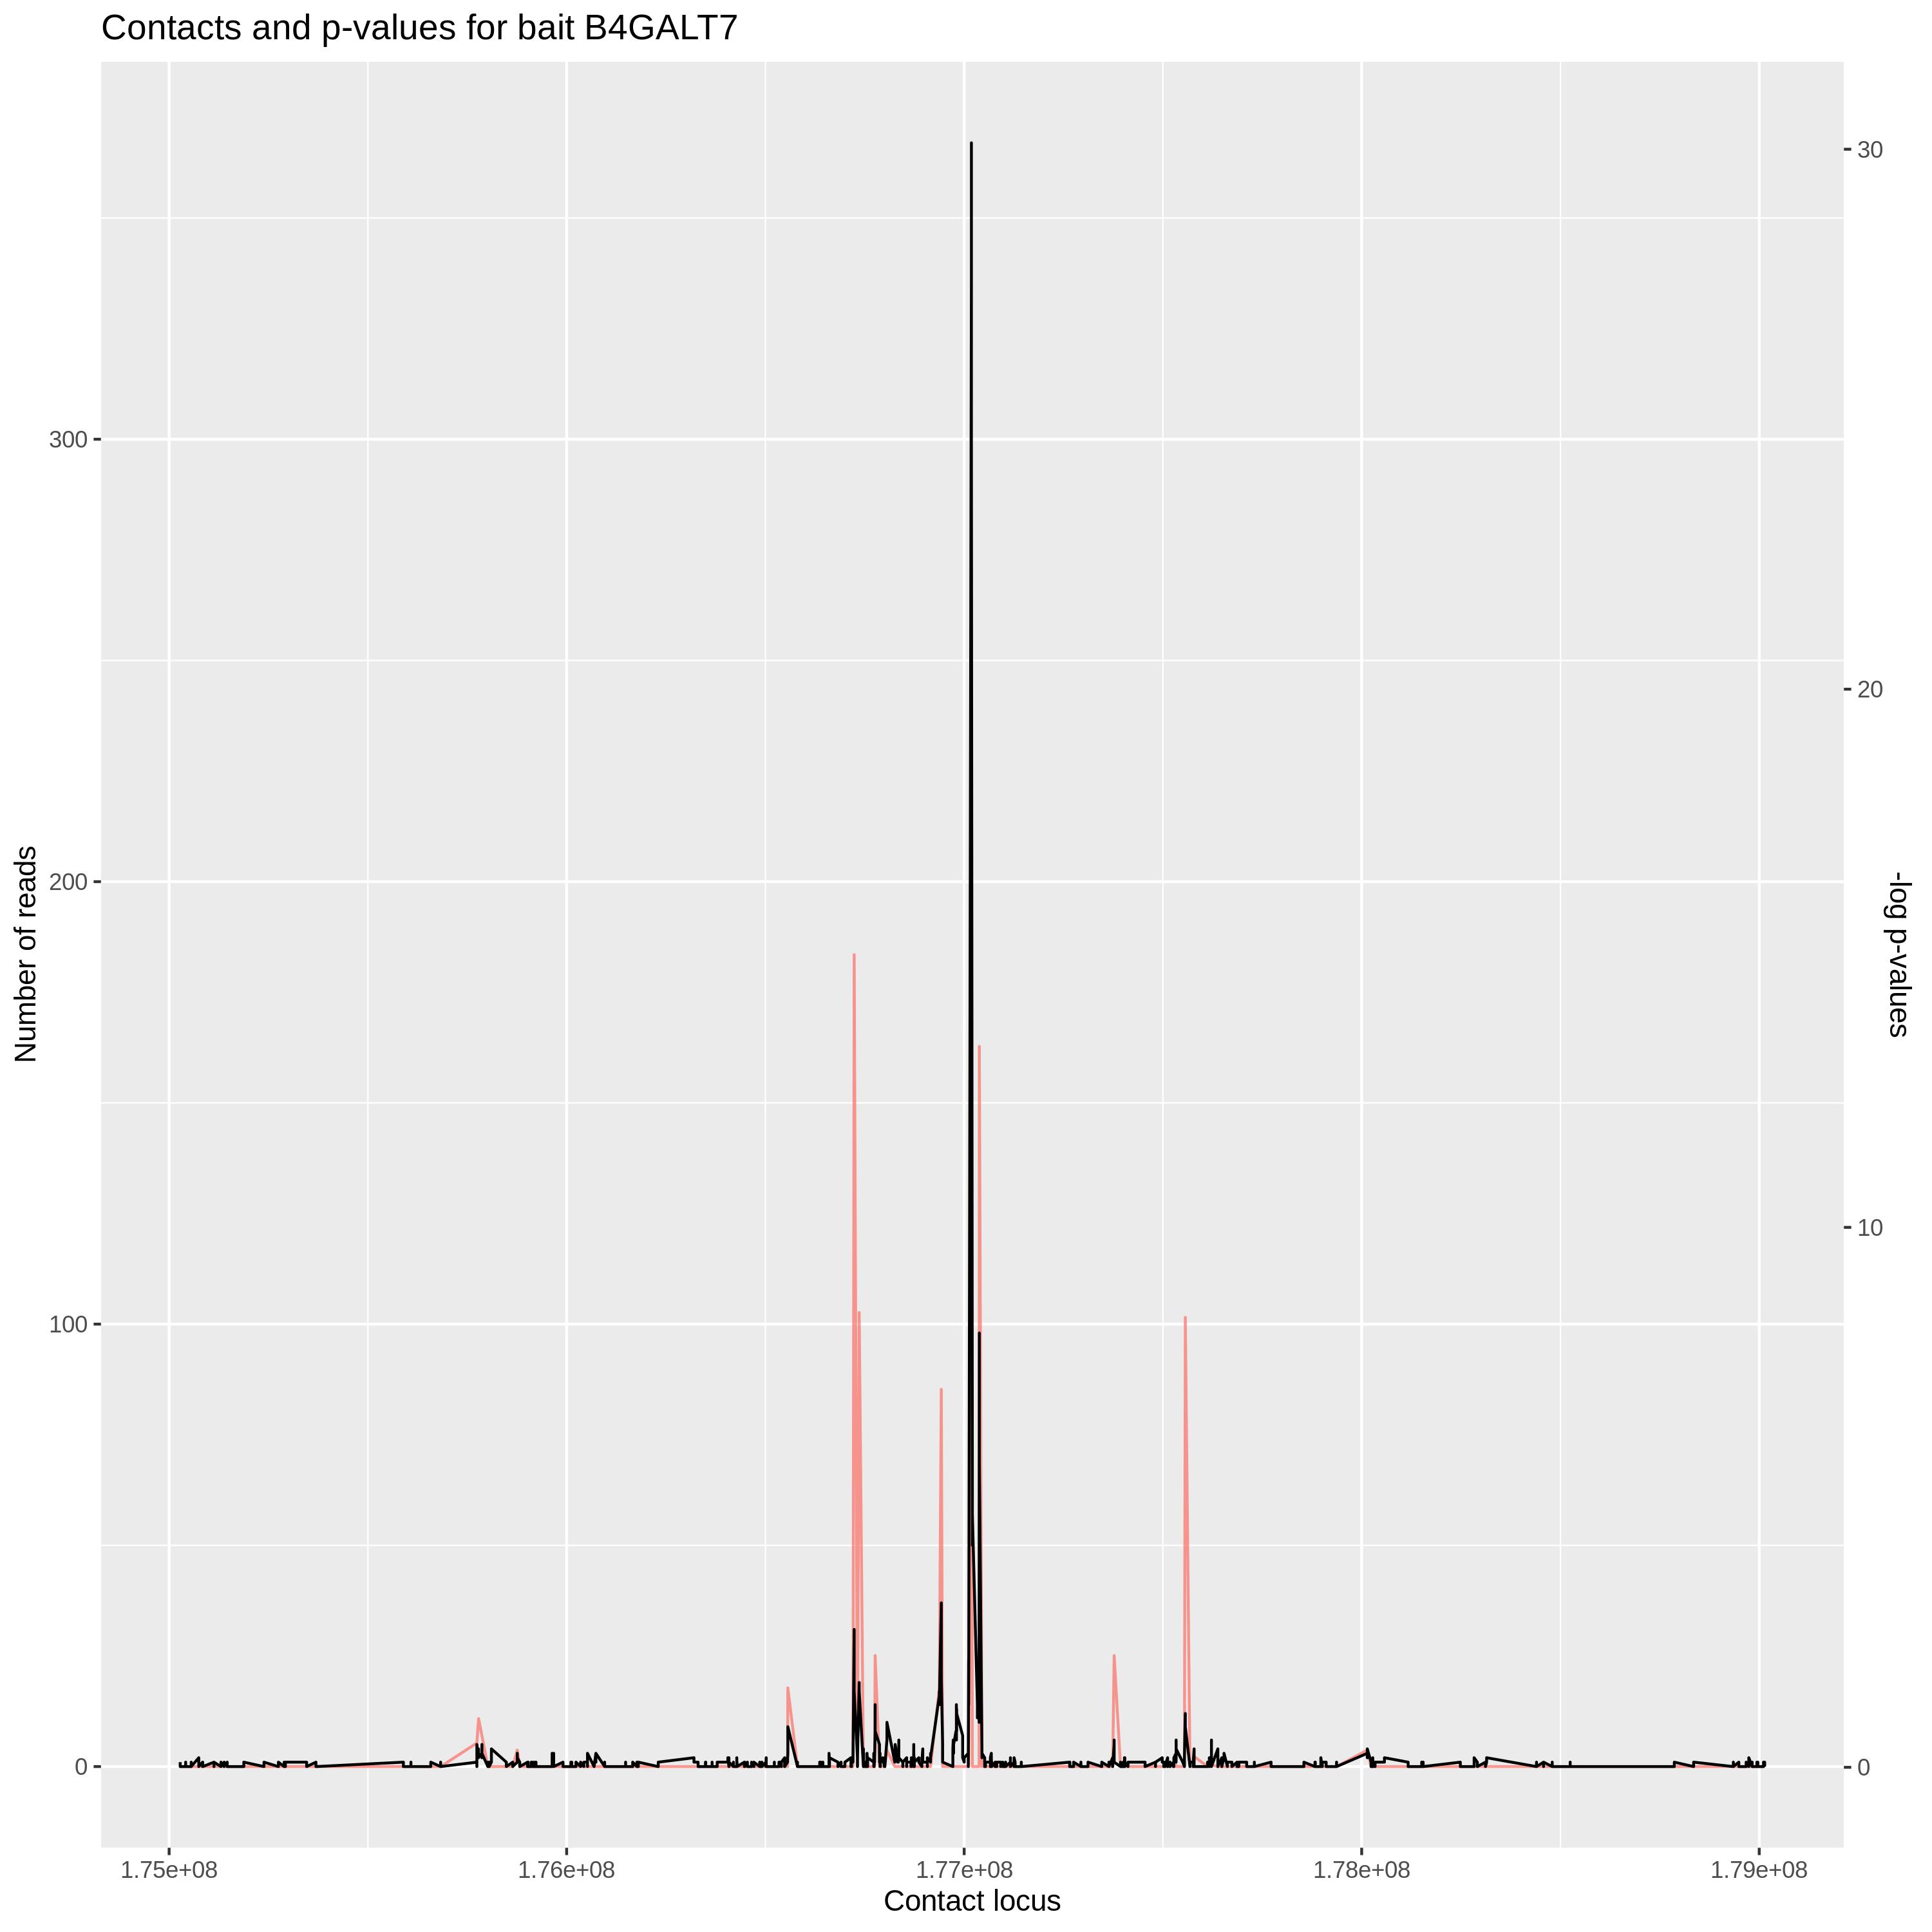 Contacts and p-values for bait B4GALT7
30
300
20
200
Number of reads
-log p-values
10
100
0
0
1.75e+08
1.76e+08
1.77e+08
1.78e+08
1.79e+08
Contact locus